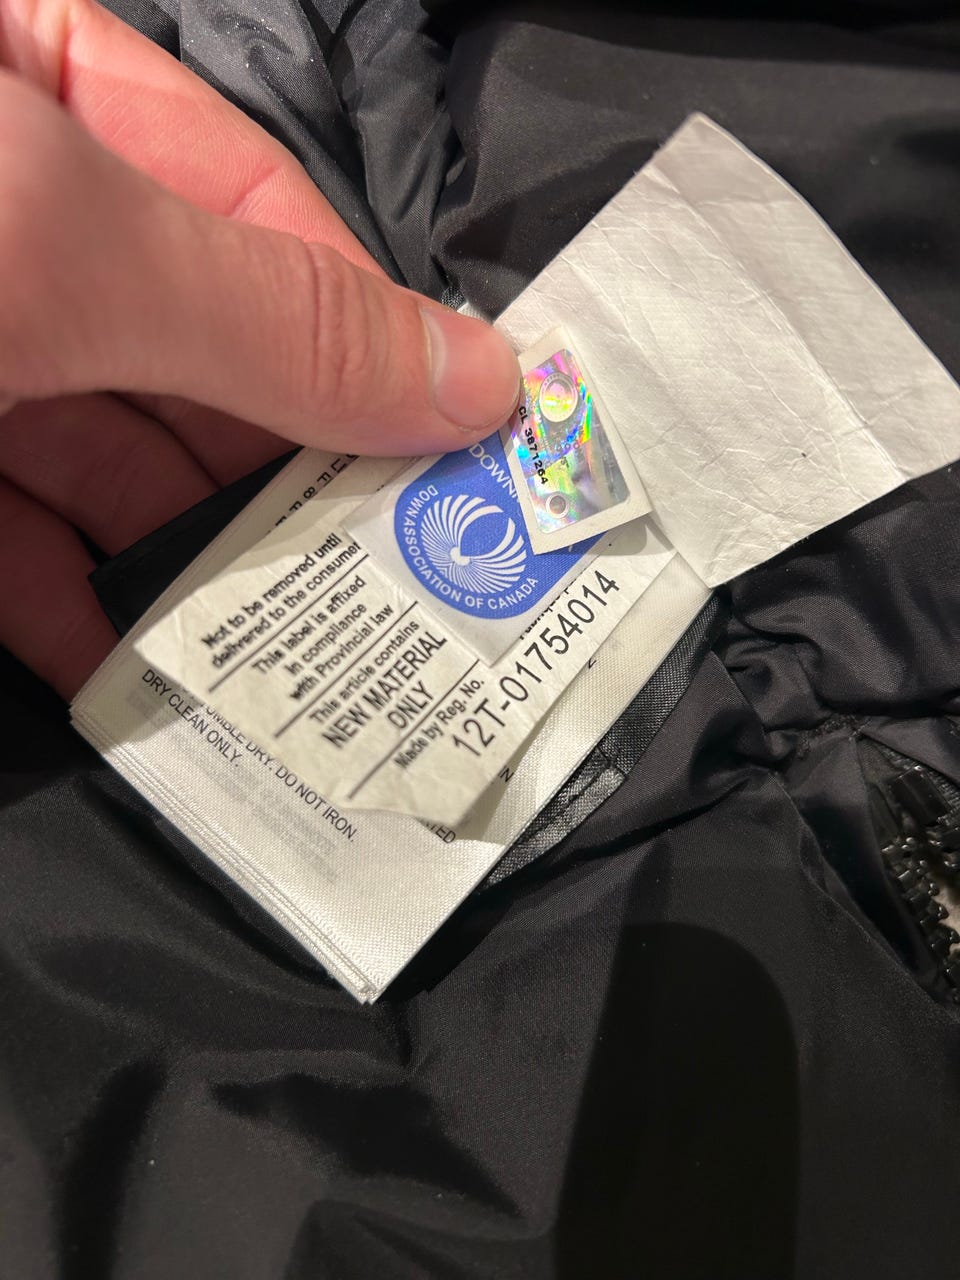 CL 3871264
DOWN
DOWN ASSOCIATION OF CANADA
Not to be removed until
delivered to the consumer
This label is affixed
in compliance
with Provincial law
This article contains
NEW MATERIAL
ONLY
Made by Reg. No.
12T-01754014
TUMBLE DRY. DO NOT IRON.
DRY CLEAN ONLY.